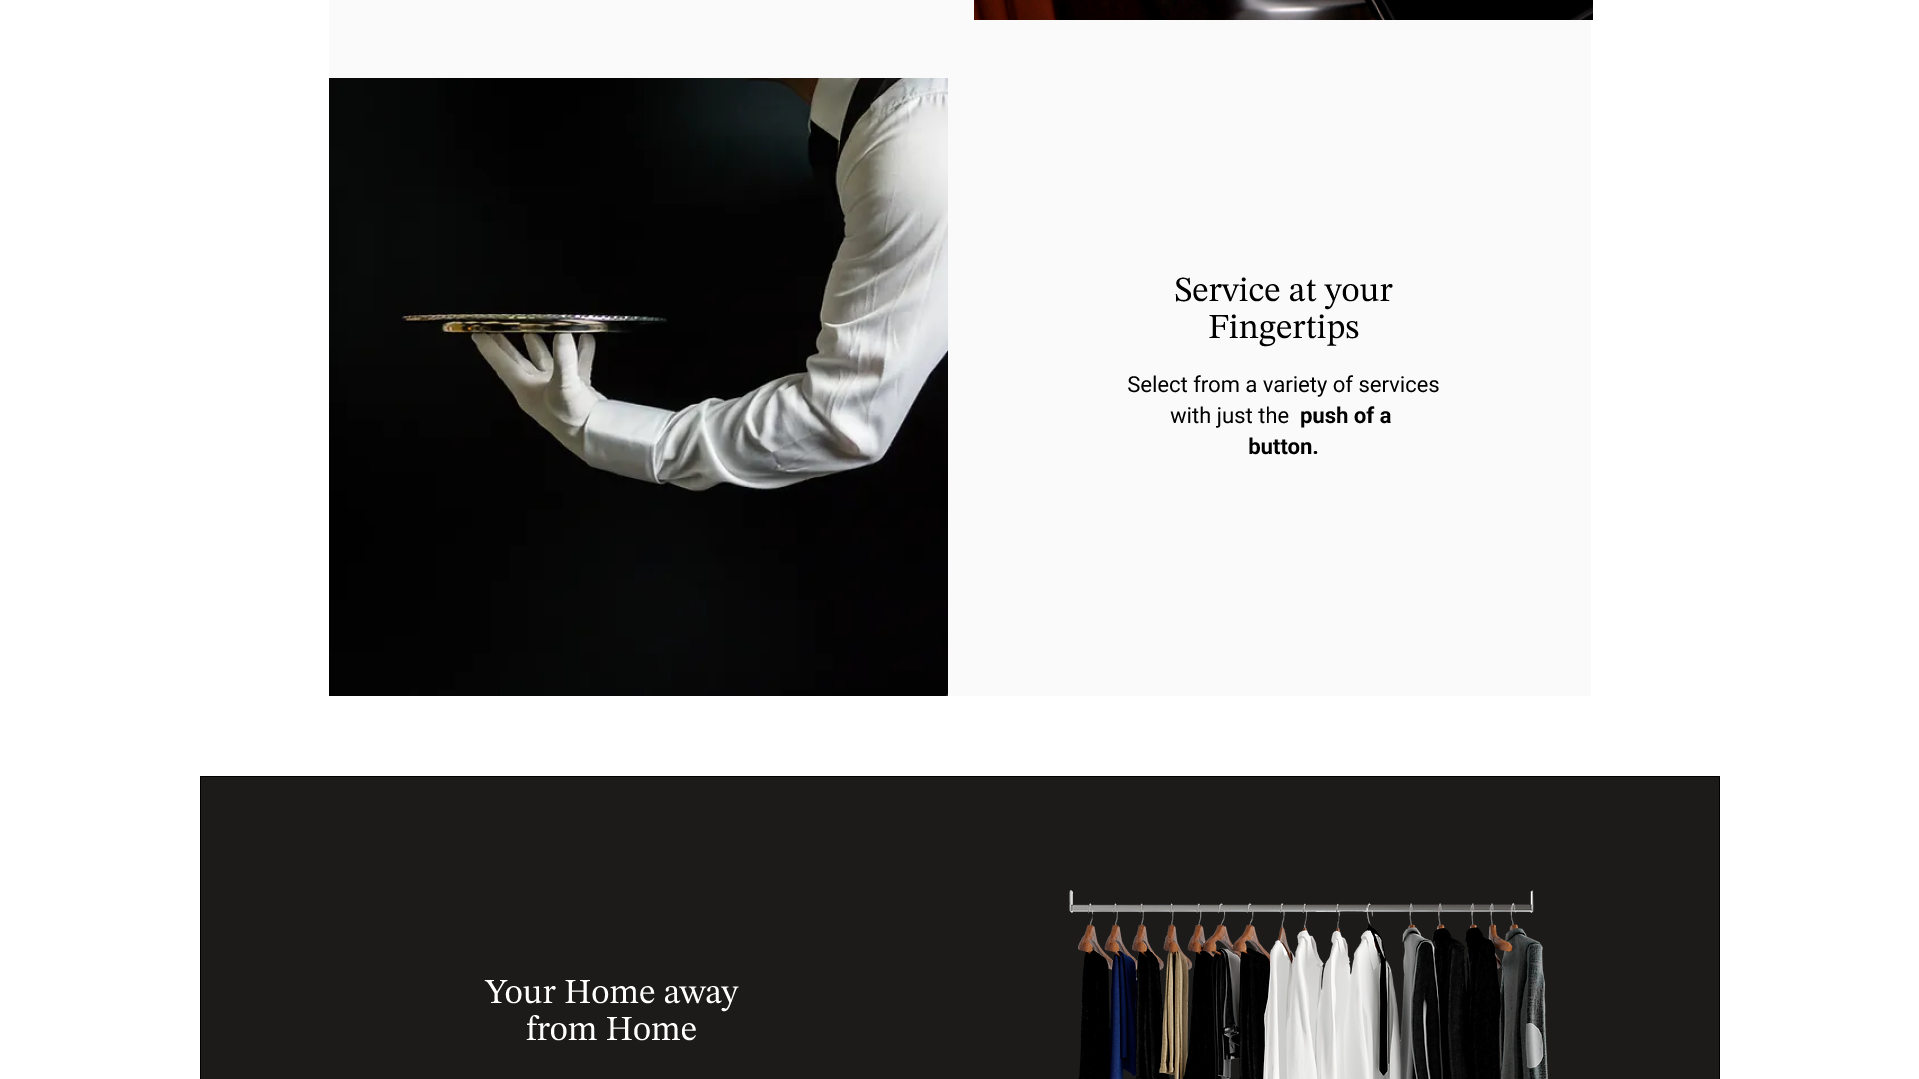 Service at your
Fingertips
Select from a variety of services
with just the push of a
button.
Your Home away
from Home